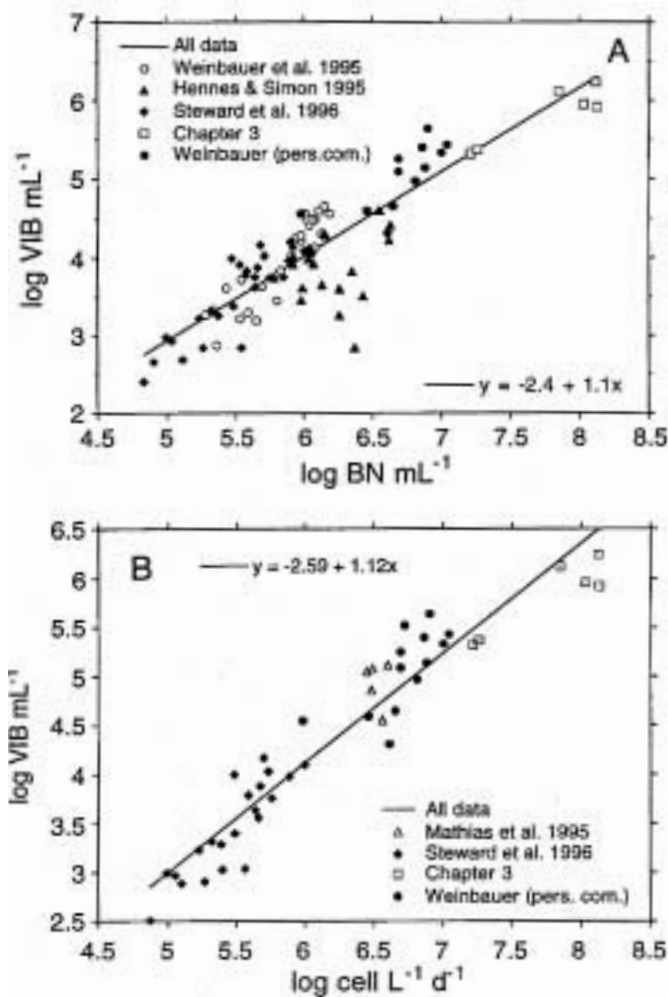 7
6
5
4
3
2
log VIB mL-1
All data
Weinbauer et al. 1995
Hennes & Simon 1995
Steward et al. 1996
Chapter 3
Weinbauer (pers.com.)
A
y = -2.4 + 1.1x
4.5 5 5.5 6 6.5 7 7.5 8 8.5
log BN mL-1
6.5
6
5.5
5
4.5
4
3.5
3
2.5
log VIB mL-1
B
y = -2.59 + 1.12x
All data
Mathias et al. 1995
Steward et al. 1996
Chapter 3
Weinbauer (pers. com.)
4.5 5 5.5 6 6.5 7 7.5 8 8.5
log cell L-1 d-1